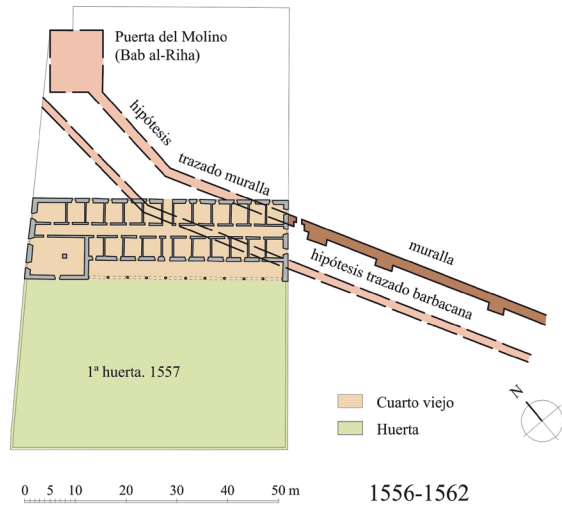 Puerta del Molino
(Bab al-Riha)
hipótesis
trazado muralla
muralla
hipótesis trazado barbacana
1ª huerta. 1557
Cuarto viejo
Huerta
N
0 5 10 20 30 40 50 m
1556-1562